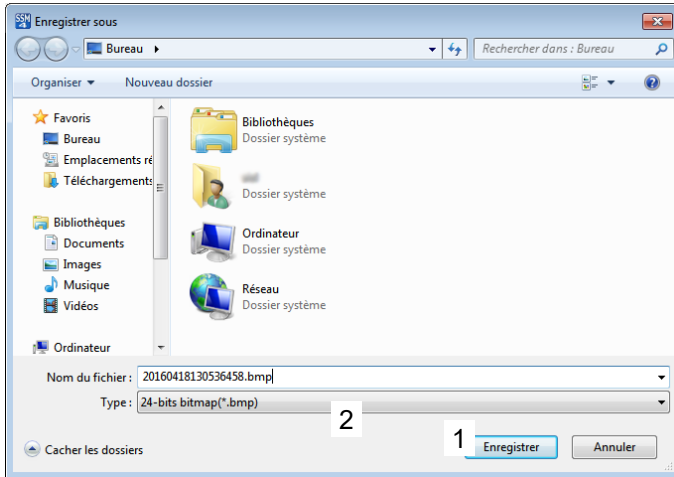 SSM 4 Enregistrer sous
Bureau
Rechercher dans : Bureau
Organiser Nouveau dossier
Favoris
Bureau
Emplacements ré
Téléchargements
Bibliothèques
Documents
Images
Musique
Vidéos
Ordinateur
Bibliothèques
Dossier système
Dossier système
Ordinateur
Dossier système
Réseau
Dossier système
Nom du fichier : 20160418130536458.bmp
Type : 24-bits bitmap(*.bmp)
2
Cacher les dossiers
1
Enregistrer
Annuler